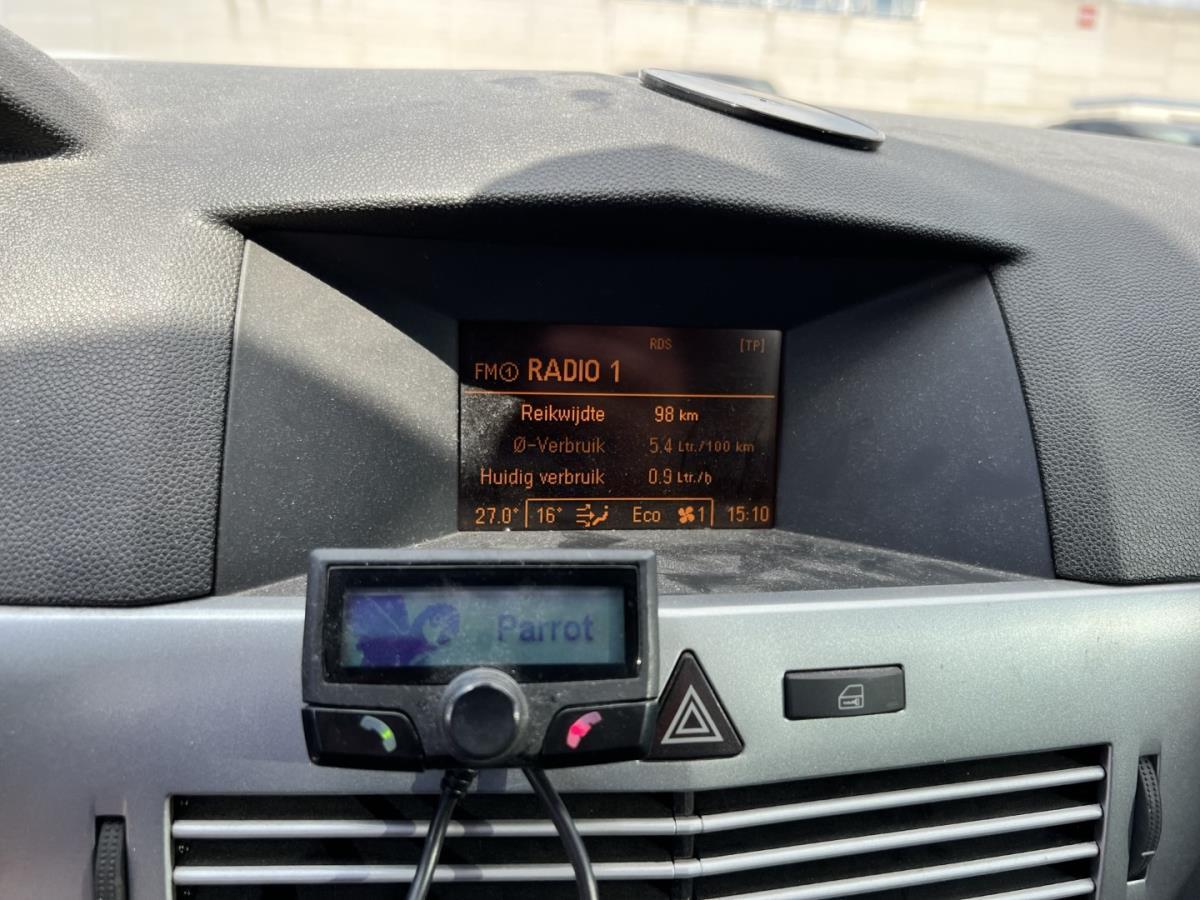 RDS [TP]
FM① RADIO 1
Reikwijdte 98 km
Ø-Verbruik 5.4 Ltr./100 km
Huidig verbruik 0.9 Ltr./h
27.0° 16° Eco 1 15:10
Parrot